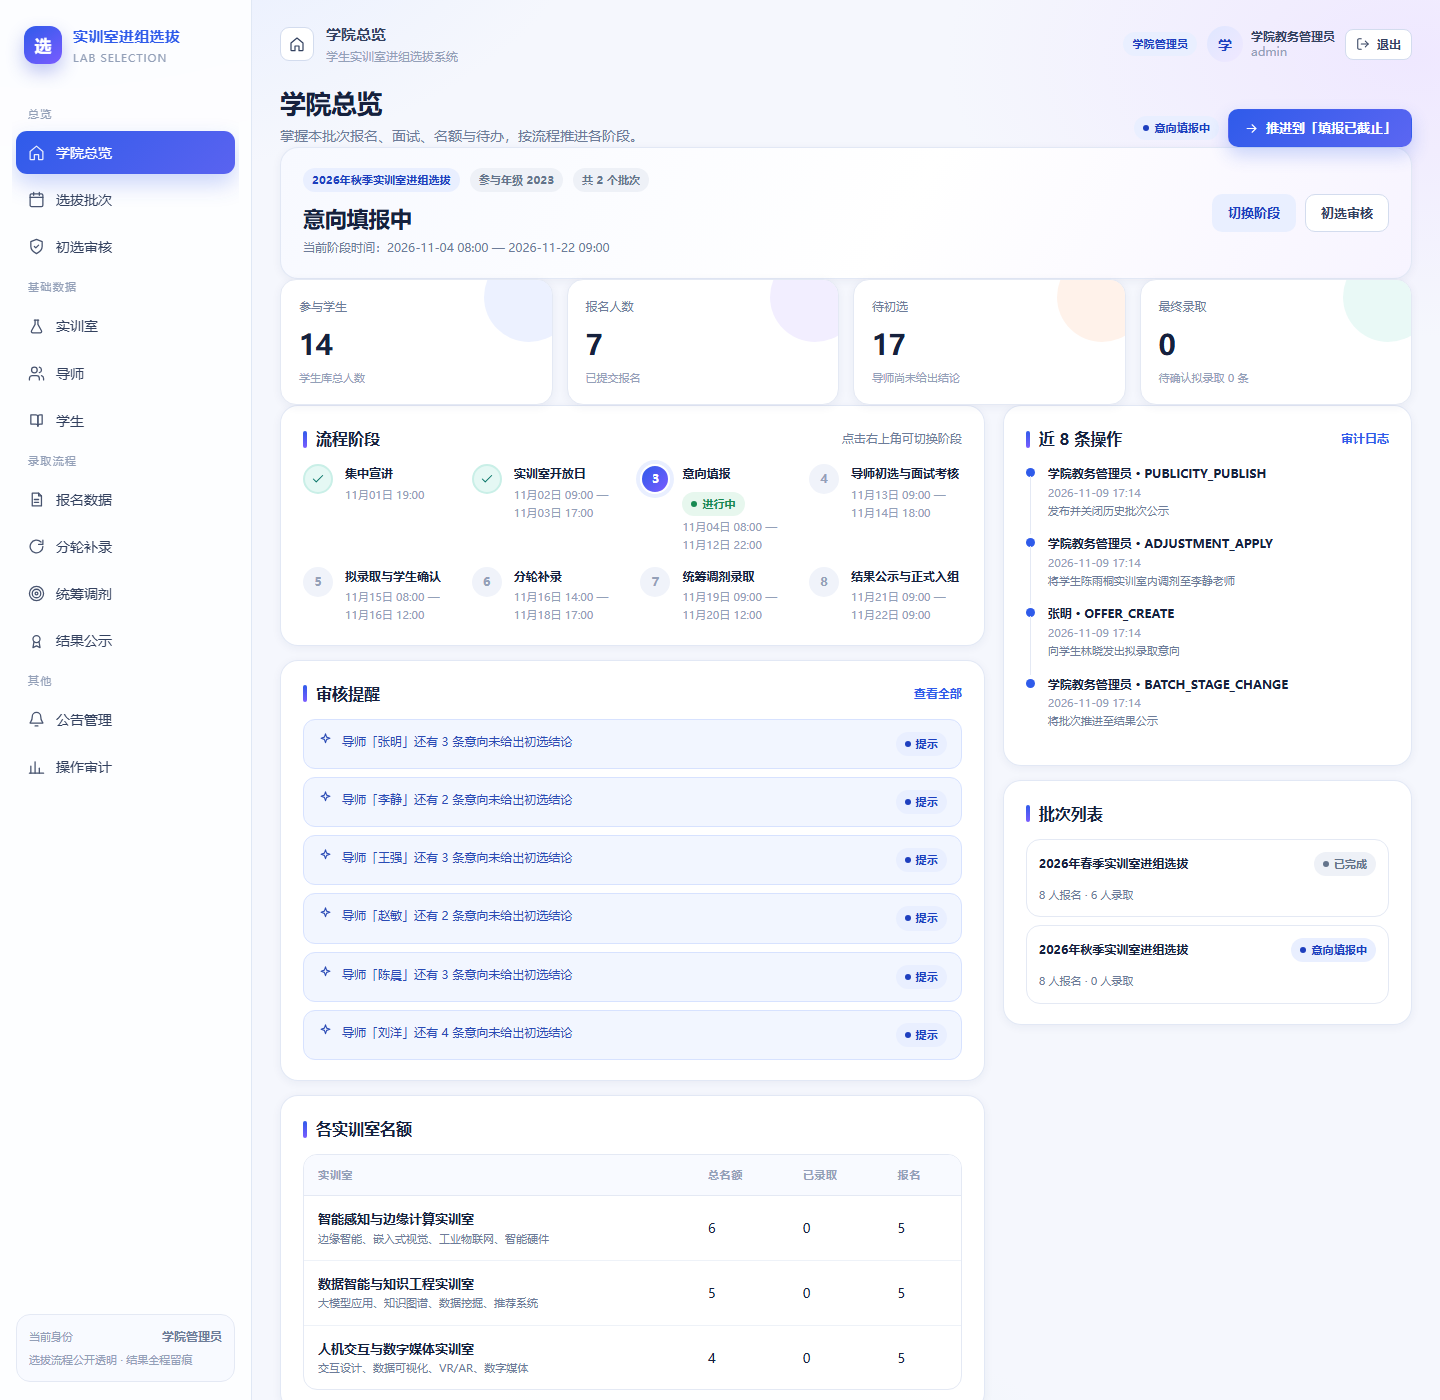 选
实训室进组选拔
LAB SELECTION
总览
学院总览
选拔批次
初选审核
基础数据
实训室
导师
学生
录取流程
报名数据
分轮补录
统筹调剂
结果公示
其他
公告管理
操作审计
当前身份
学院管理员
选拔流程公开透明 · 结果全程留痕
学院总览
学生实训室进组选拔系统
学院管理员
学
学院教务管理员
admin
退出
学院总览
掌握本批次报名、面试、名额与待办，按流程推进各阶段。
意向填报中
推进到「填报已截止」
2026年秋季实训室进组选拔
参与年级 2023
共 2 个批次
意向填报中
当前阶段时间：2026-11-04 08:00 — 2026-11-22 09:00
切换阶段
初选审核
参与学生
14
学生库总人数
报名人数
7
已提交报名
待初选
17
导师尚未给出结论
最终录取
0
待确认拟录取 0 条
流程阶段
点击右上角可切换阶段
集中宣讲
11月01日 19:00
实训室开放日
11月02日 09:00 —
11月03日 17:00
3
意向填报
进行中
11月04日 08:00 —
11月12日 22:00
4
导师初选与面试考核
11月13日 09:00 —
11月14日 18:00
5
拟录取与学生确认
11月15日 08:00 —
11月16日 12:00
6
分轮补录
11月16日 14:00 —
11月18日 17:00
7
统筹调剂录取
11月19日 09:00 —
11月20日 12:00
8
结果公示与正式入组
11月21日 09:00 —
11月22日 09:00
审核提醒
查看全部
导师「张明」还有 3 条意向未给出初选结论
提示
导师「李静」还有 2 条意向未给出初选结论
提示
导师「王强」还有 3 条意向未给出初选结论
提示
导师「赵敏」还有 2 条意向未给出初选结论
提示
导师「陈晨」还有 3 条意向未给出初选结论
提示
导师「刘洋」还有 4 条意向未给出初选结论
提示
各实训室名额
实训室 总名额 已录取 报名
智能感知与边缘计算实训室
边缘智能、嵌入式视觉、工业物联网、智能硬件
6 0 5
数据智能与知识工程实训室
大模型应用、知识图谱、数据挖掘、推荐系统
5 0 5
人机交互与数字媒体实训室
交互设计、数据可视化、VR/AR、数字媒体
4 0 5
近 8 条操作
审计日志
学院教务管理员 • PUBLICITY_PUBLISH
2026-11-09 17:14
发布并关闭历史批次公示
学院教务管理员 • ADJUSTMENT_APPLY
2026-11-09 17:14
将学生陈雨桐实训室内调剂至李静老师
张明 • OFFER_CREATE
2026-11-09 17:14
向学生林晓发出拟录取意向
学院教务管理员 • BATCH_STAGE_CHANGE
2026-11-09 17:14
将批次推进至结果公示
批次列表
2026年春季实训室进组选拔
已完成
8 人报名 · 6 人录取
2026年秋季实训室进组选拔
意向填报中
8 人报名 · 0 人录取